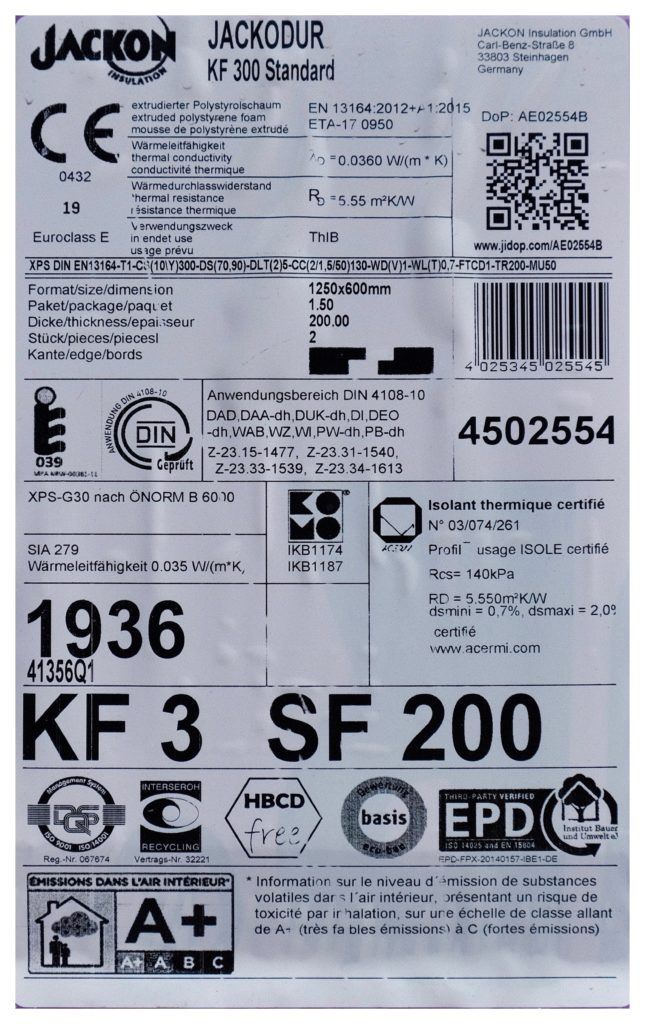 JACKON
INSULATION
JACKODUR
KF 300 Standard
JACKON Insulation GmbH
Carl-Benz-Straße 8
33803 Steinhagen
Germany
CE
0432
19
Euroclass E
extrudierter Polystyrolschaum
extruded polystyrene foam
mousse de polystyrène extrudé
EN 13164:2012+A1:2015
ETA-17 0950
Wärmeleitfähigkeit
thermal conductivity
conductivité thermique
=0.0360 W/(m * K)
Wärmedurchlasswiderstand
thermal resistance
résistance thermique
RD =5.55 m²K/W
Verwendungszweck
in endet use
usage prévu
ThIB
DoP: AE02554B
www.jidop.com/AE02554B
XPS DIN EN13164-T1-CS(10\Y)300-DS(70,90)-DLT(2)5-CC(2/1,5/50)130-WD(V)1-WL(T)0,7-FTCD1-TR200-MU50
Format/size/dimension 1250x600mm
Paket/package/paquet 1.50
Dicke/thickness/epaisseur 200.00
Stück/pieces/piecesl 2
Kante/edge/bords
4 025345 025545
039
ANWENDUNG DIN 4108-10
DIN
Geprüft
Anwendungsbereich DIN 4108-10
DAD,DAA-dh,DUK-dh,DI,DEO
-dh,WAB,WZ,WI,PW-dh,PB-dh
Z-23.15-1477, Z-23.31-1540,
Z-23.33-1539, Z-23.34-1613
4502554
XPS-G30 nach ÖNORM B 6000
SIA 279
Wärmeleitfähigkeit 0.035 W/(m*K,
KOMO
IKB1174
IKB1187
ACERMI
Isolant thermique certifié
N° 03/074/261
Profil usage ISOLE certifié
Rcs= 140kPa
RD = 5,550m²K/W
dsmini = 0,7%, dsmaxi = 2,0%
certifié
www.acermi.com
1936
41356Q1
KF 3 SF 200
Management System
DQS
ISO 9001 ISO 14001
Reg.-Nr. 067674
INTERSEROH
RECYCLING
Vertrags-Nr. 32221
HBCD
free
Bewertung
basis
eco-bau
THIRD-PARTY VERIFIED
EPD
ISO 14025 and EN 15804
EPD-FPX-20140157-IBE1-DE
Institut Bauen
und Umwelt e.V.
ÉMISSIONS DANS L'AIR INTÉRIEUR*
A+
A+ A B C
* Information sur le niveau d´émission de substances
volatiles dans l´air intérieur, présentant un risque de
toxicité par inhalation, sur une échelle de classe allant
de A+ (très faibles émissions) à C (fortes émissions)